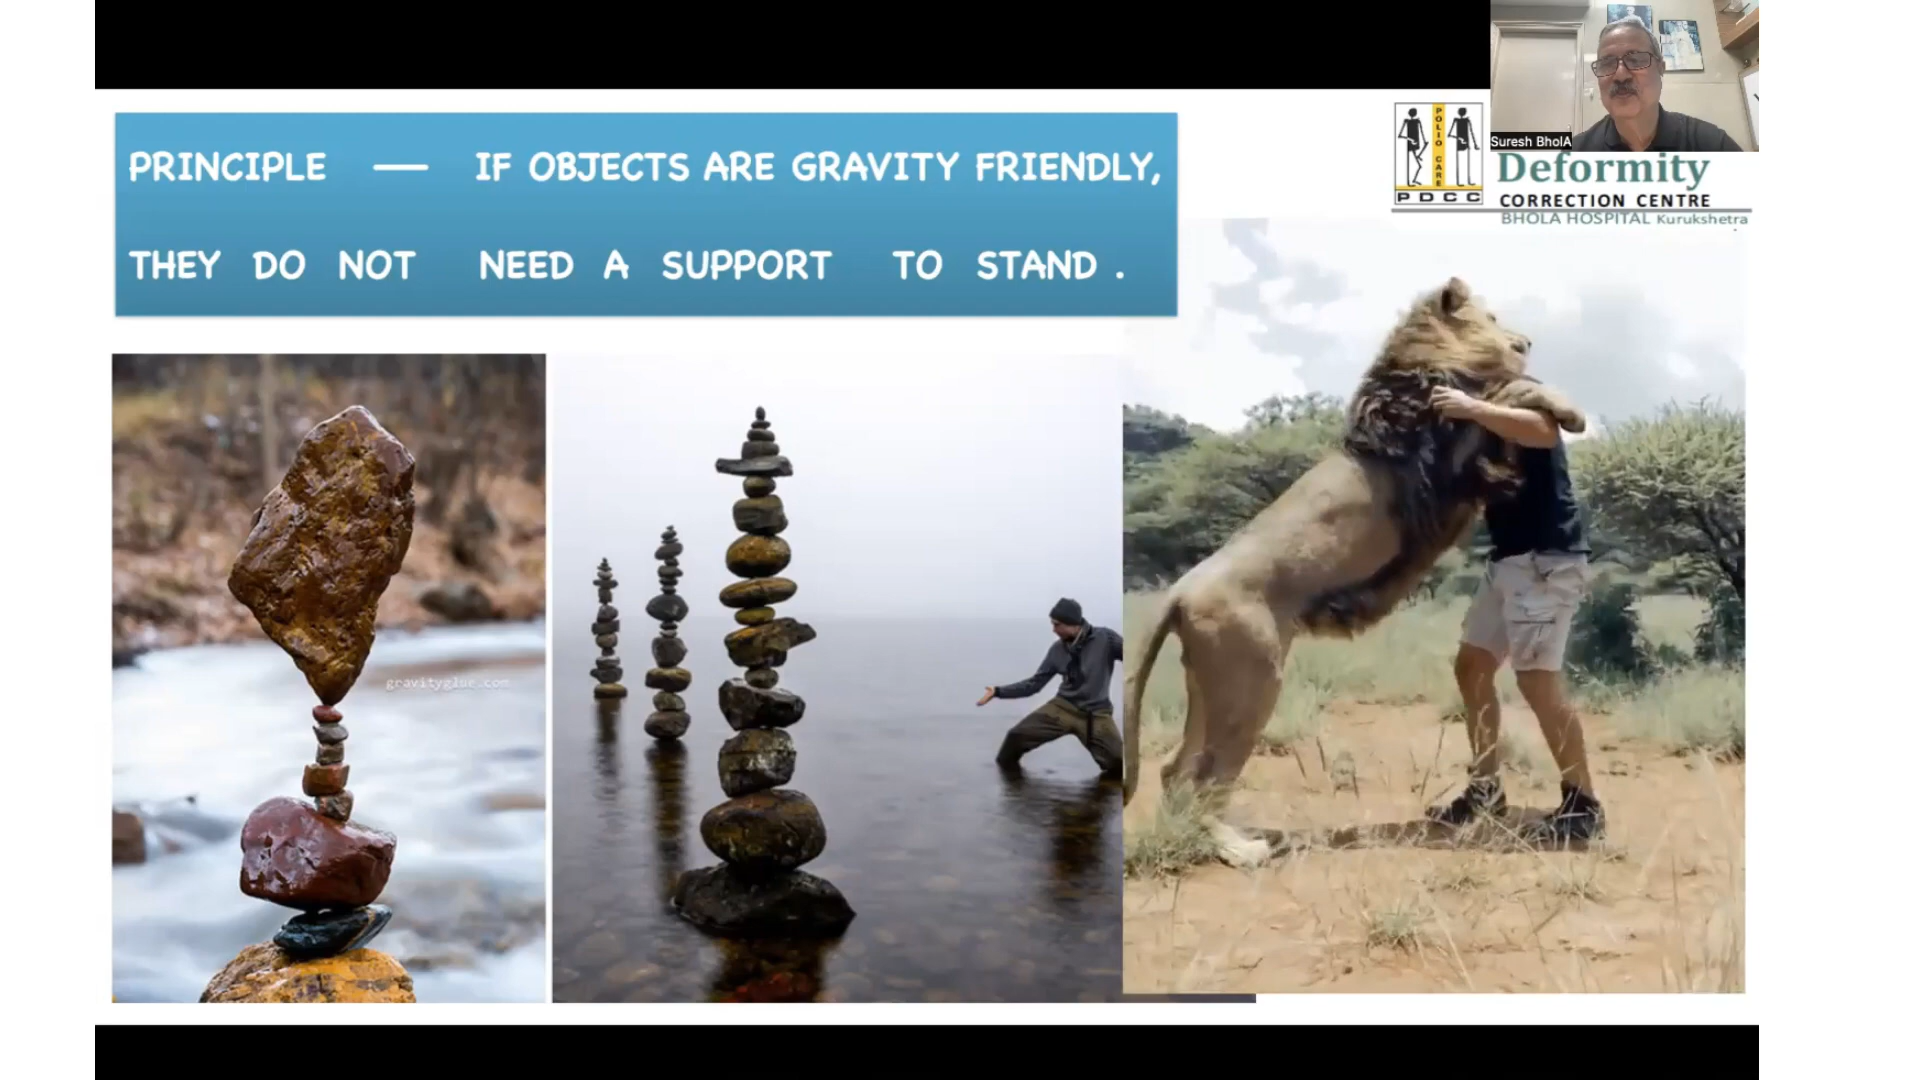 PRINCIPLE — IF OBJECTS ARE GRAVITY FRIENDLY,
THEY DO NOT NEED A SUPPORT TO STAND .
Suresh BholA
POLIO CARE
PDCC
Deformity
CORRECTION CENTRE
BHOLA HOSPITAL Kurukshetra
gravityglue.com